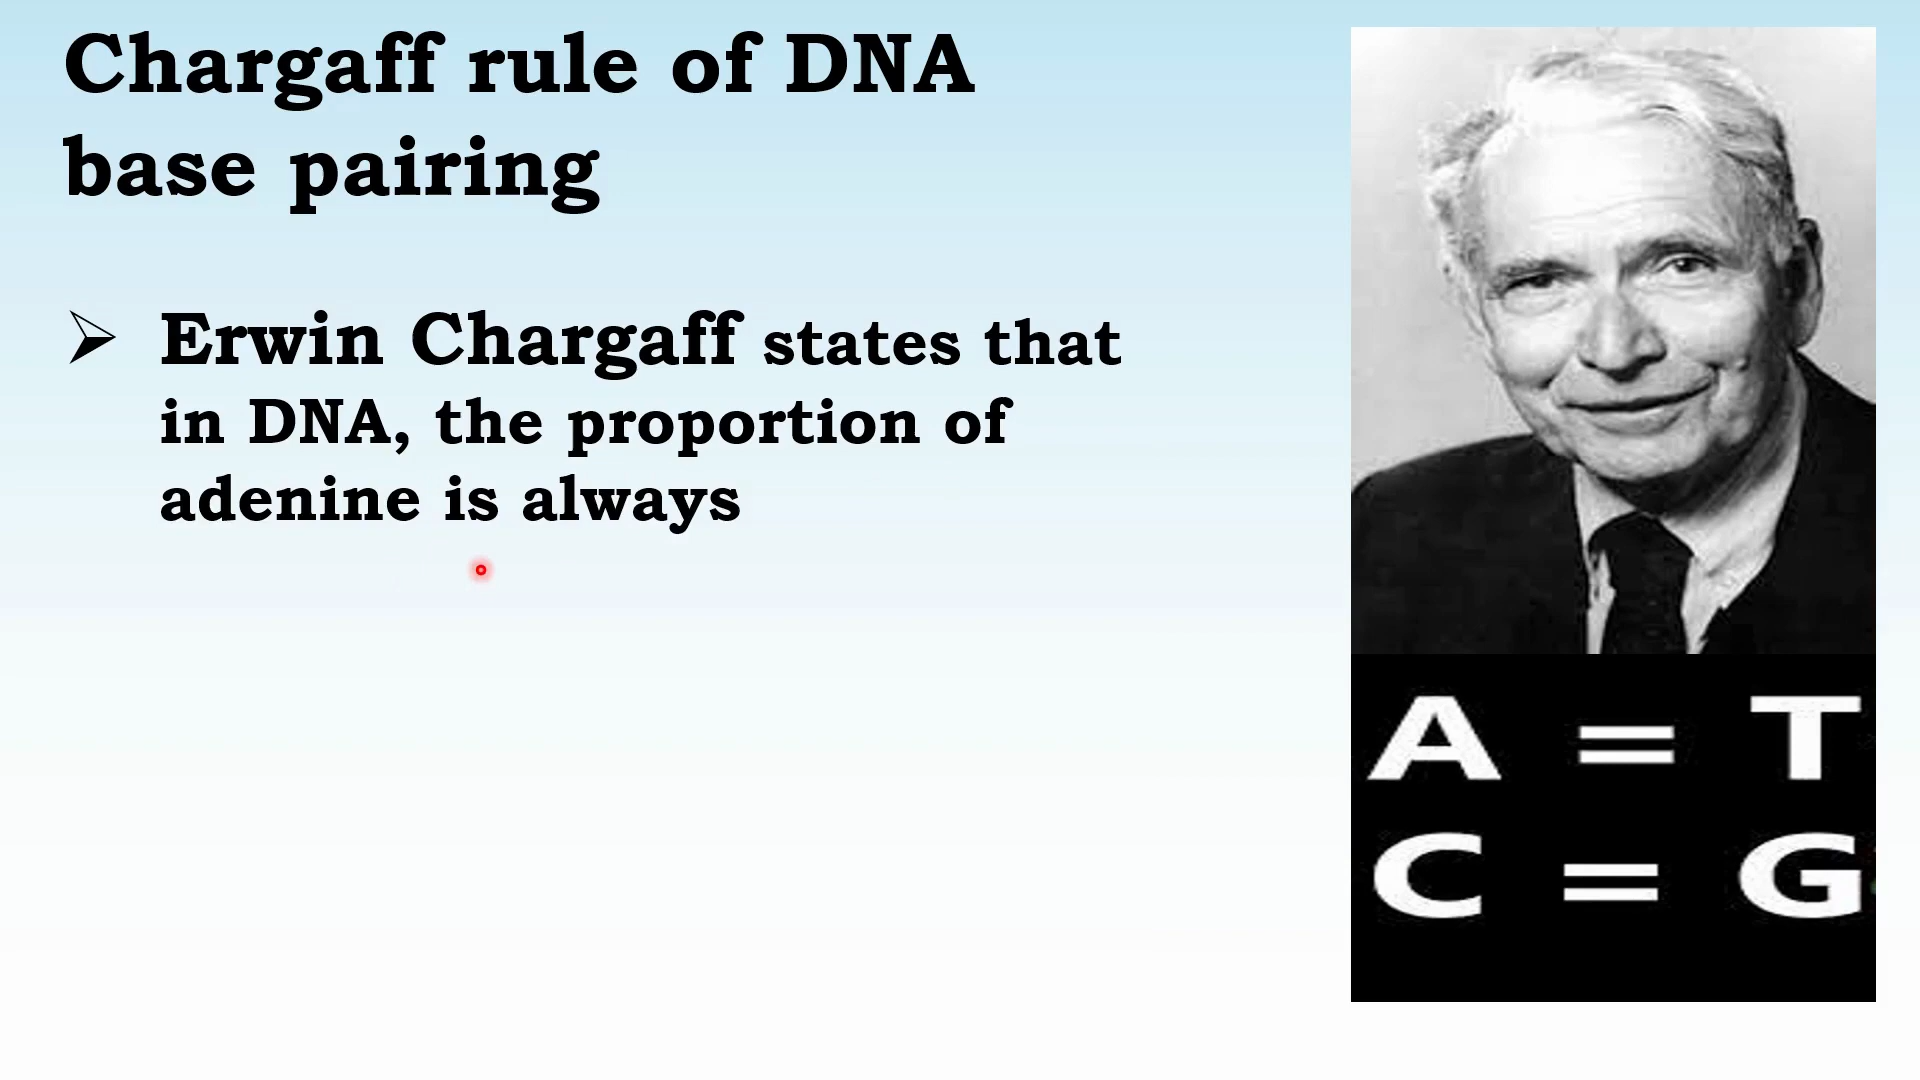 Chargaff rule of DNA
base pairing
Erwin Chargaff states that
in DNA, the proportion of
adenine is always
A = T
C = G